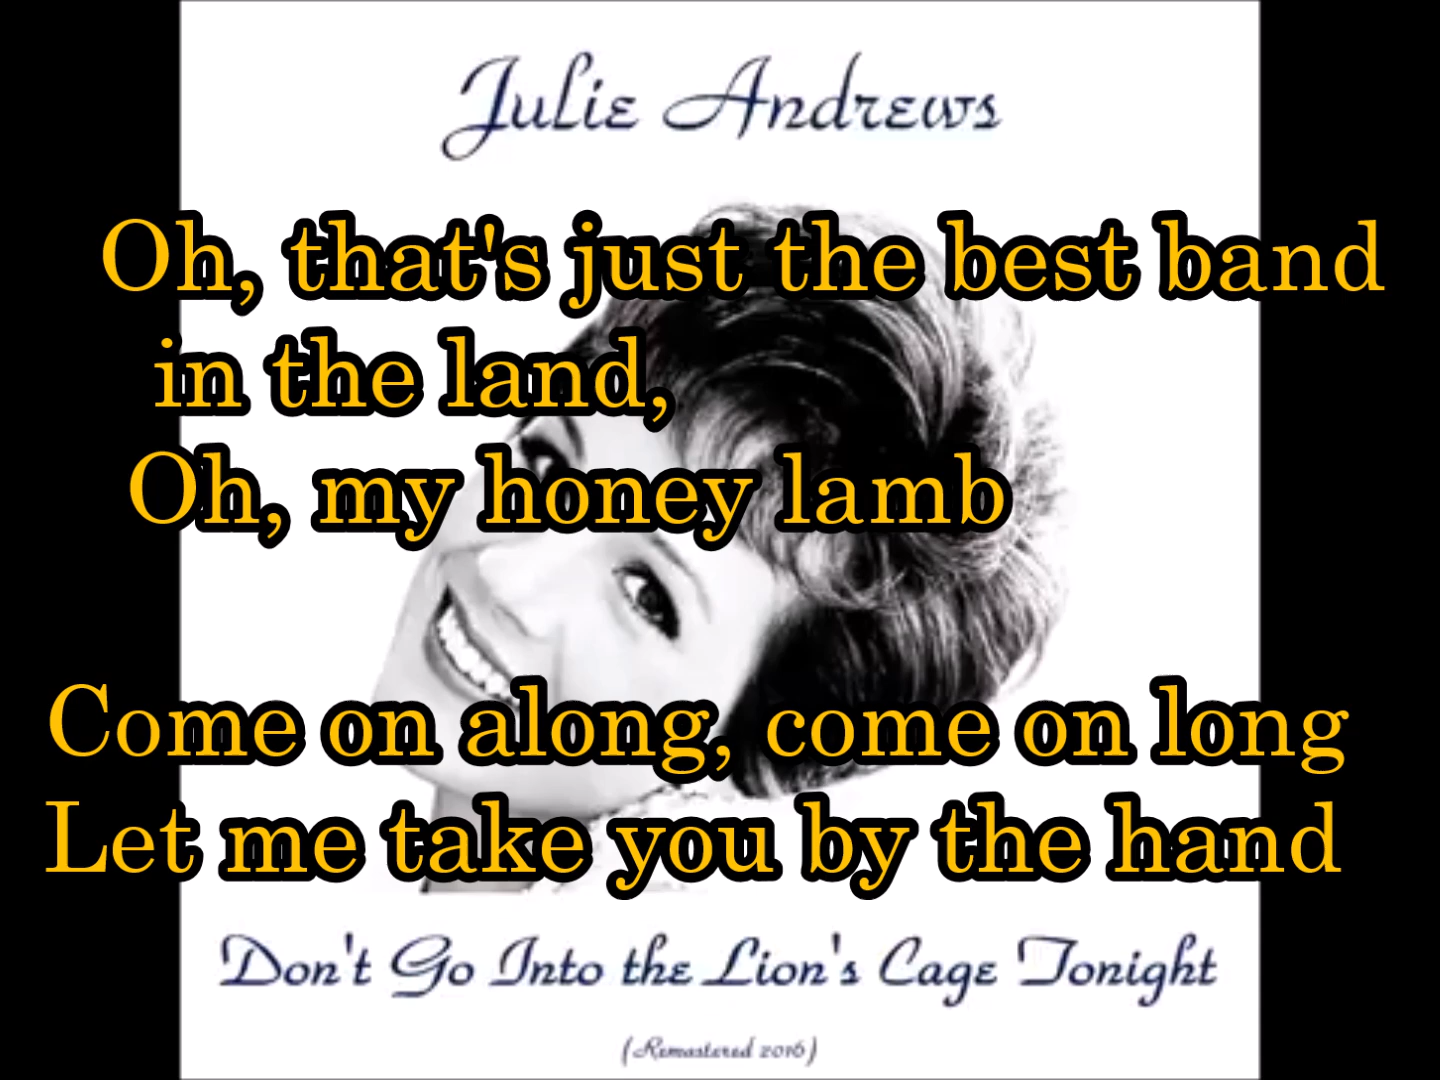 Julie Andrews
Oh, that's just the best band
in the land,
Oh, my honey lamb
Come on along, come on long
Let me take you by the hand
Don't Go Into the Lion's Cage Tonight
(Remastered 2016)